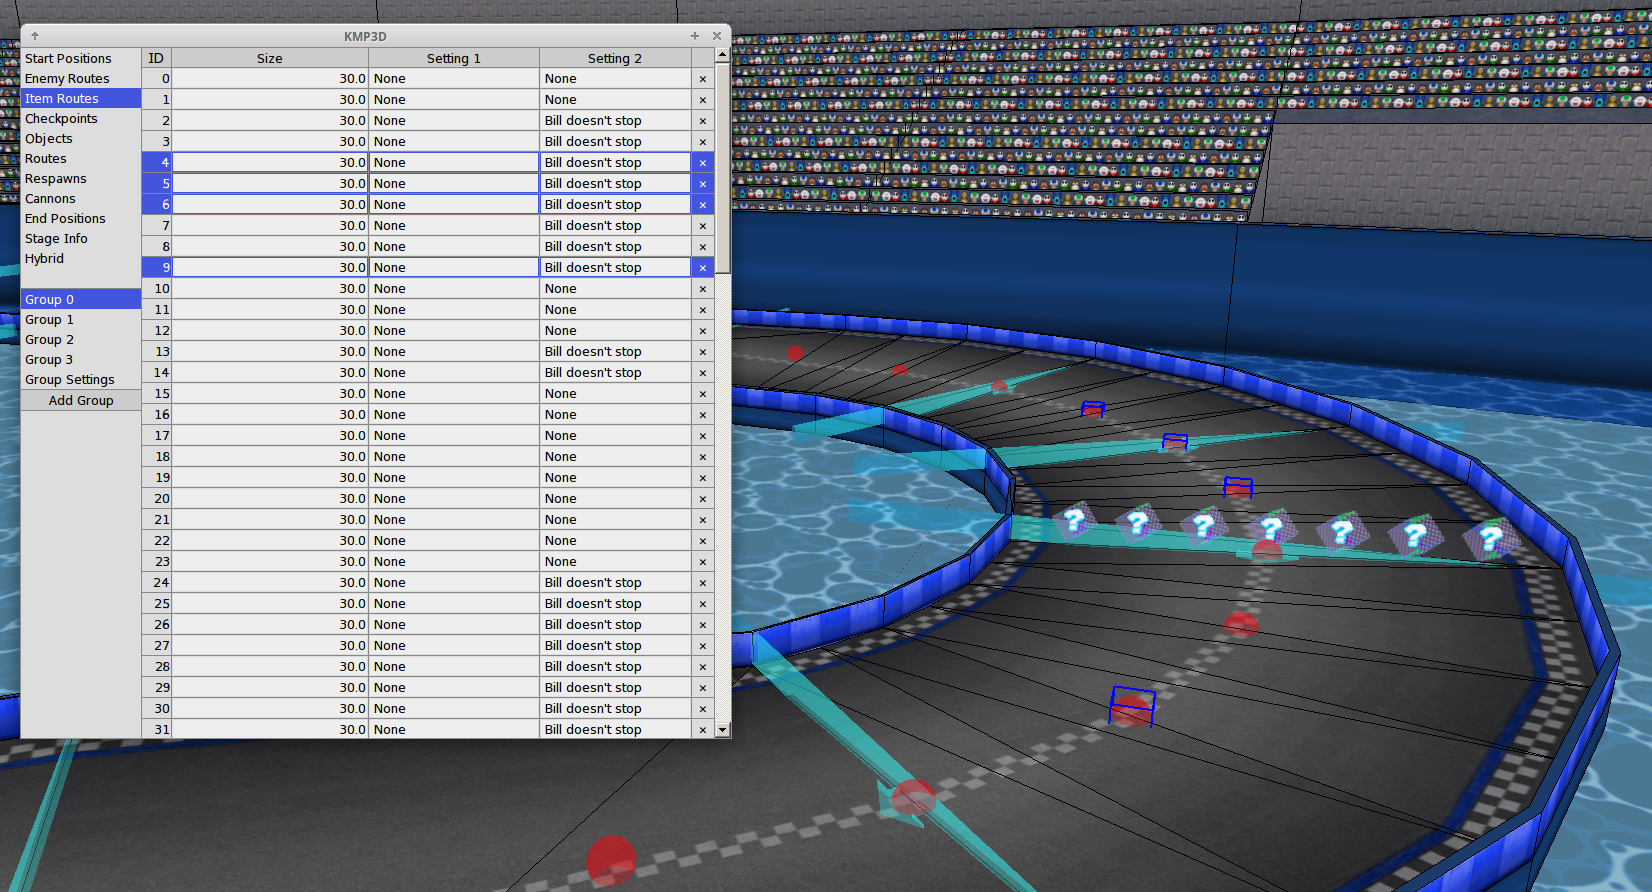 KMP3D
Start Positions
Enemy Routes
Item Routes
Checkpoints
Objects
Routes
Respawns
Cannons
End Positions
Stage Info
Hybrid
Group 0
Group 1
Group 2
Group 3
Group Settings
Add Group
ID Size Setting 1 Setting 2
0 30.0 None None ×
1 30.0 None None ×
2 30.0 None Bill doesn't stop ×
3 30.0 None Bill doesn't stop ×
4 30.0 None Bill doesn't stop ×
5 30.0 None Bill doesn't stop ×
6 30.0 None Bill doesn't stop ×
7 30.0 None Bill doesn't stop ×
8 30.0 None Bill doesn't stop ×
9 30.0 None Bill doesn't stop ×
10 30.0 None None ×
11 30.0 None None ×
12 30.0 None None ×
13 30.0 None Bill doesn't stop ×
14 30.0 None Bill doesn't stop ×
15 30.0 None None ×
16 30.0 None None ×
17 30.0 None None ×
18 30.0 None None ×
19 30.0 None None ×
20 30.0 None None ×
21 30.0 None None ×
22 30.0 None None ×
23 30.0 None None ×
24 30.0 None Bill doesn't stop ×
25 30.0 None Bill doesn't stop ×
26 30.0 None Bill doesn't stop ×
27 30.0 None Bill doesn't stop ×
28 30.0 None Bill doesn't stop ×
29 30.0 None Bill doesn't stop ×
30 30.0 None Bill doesn't stop ×
31 30.0 None Bill doesn't stop ×
? ? ? ? ? ? ?